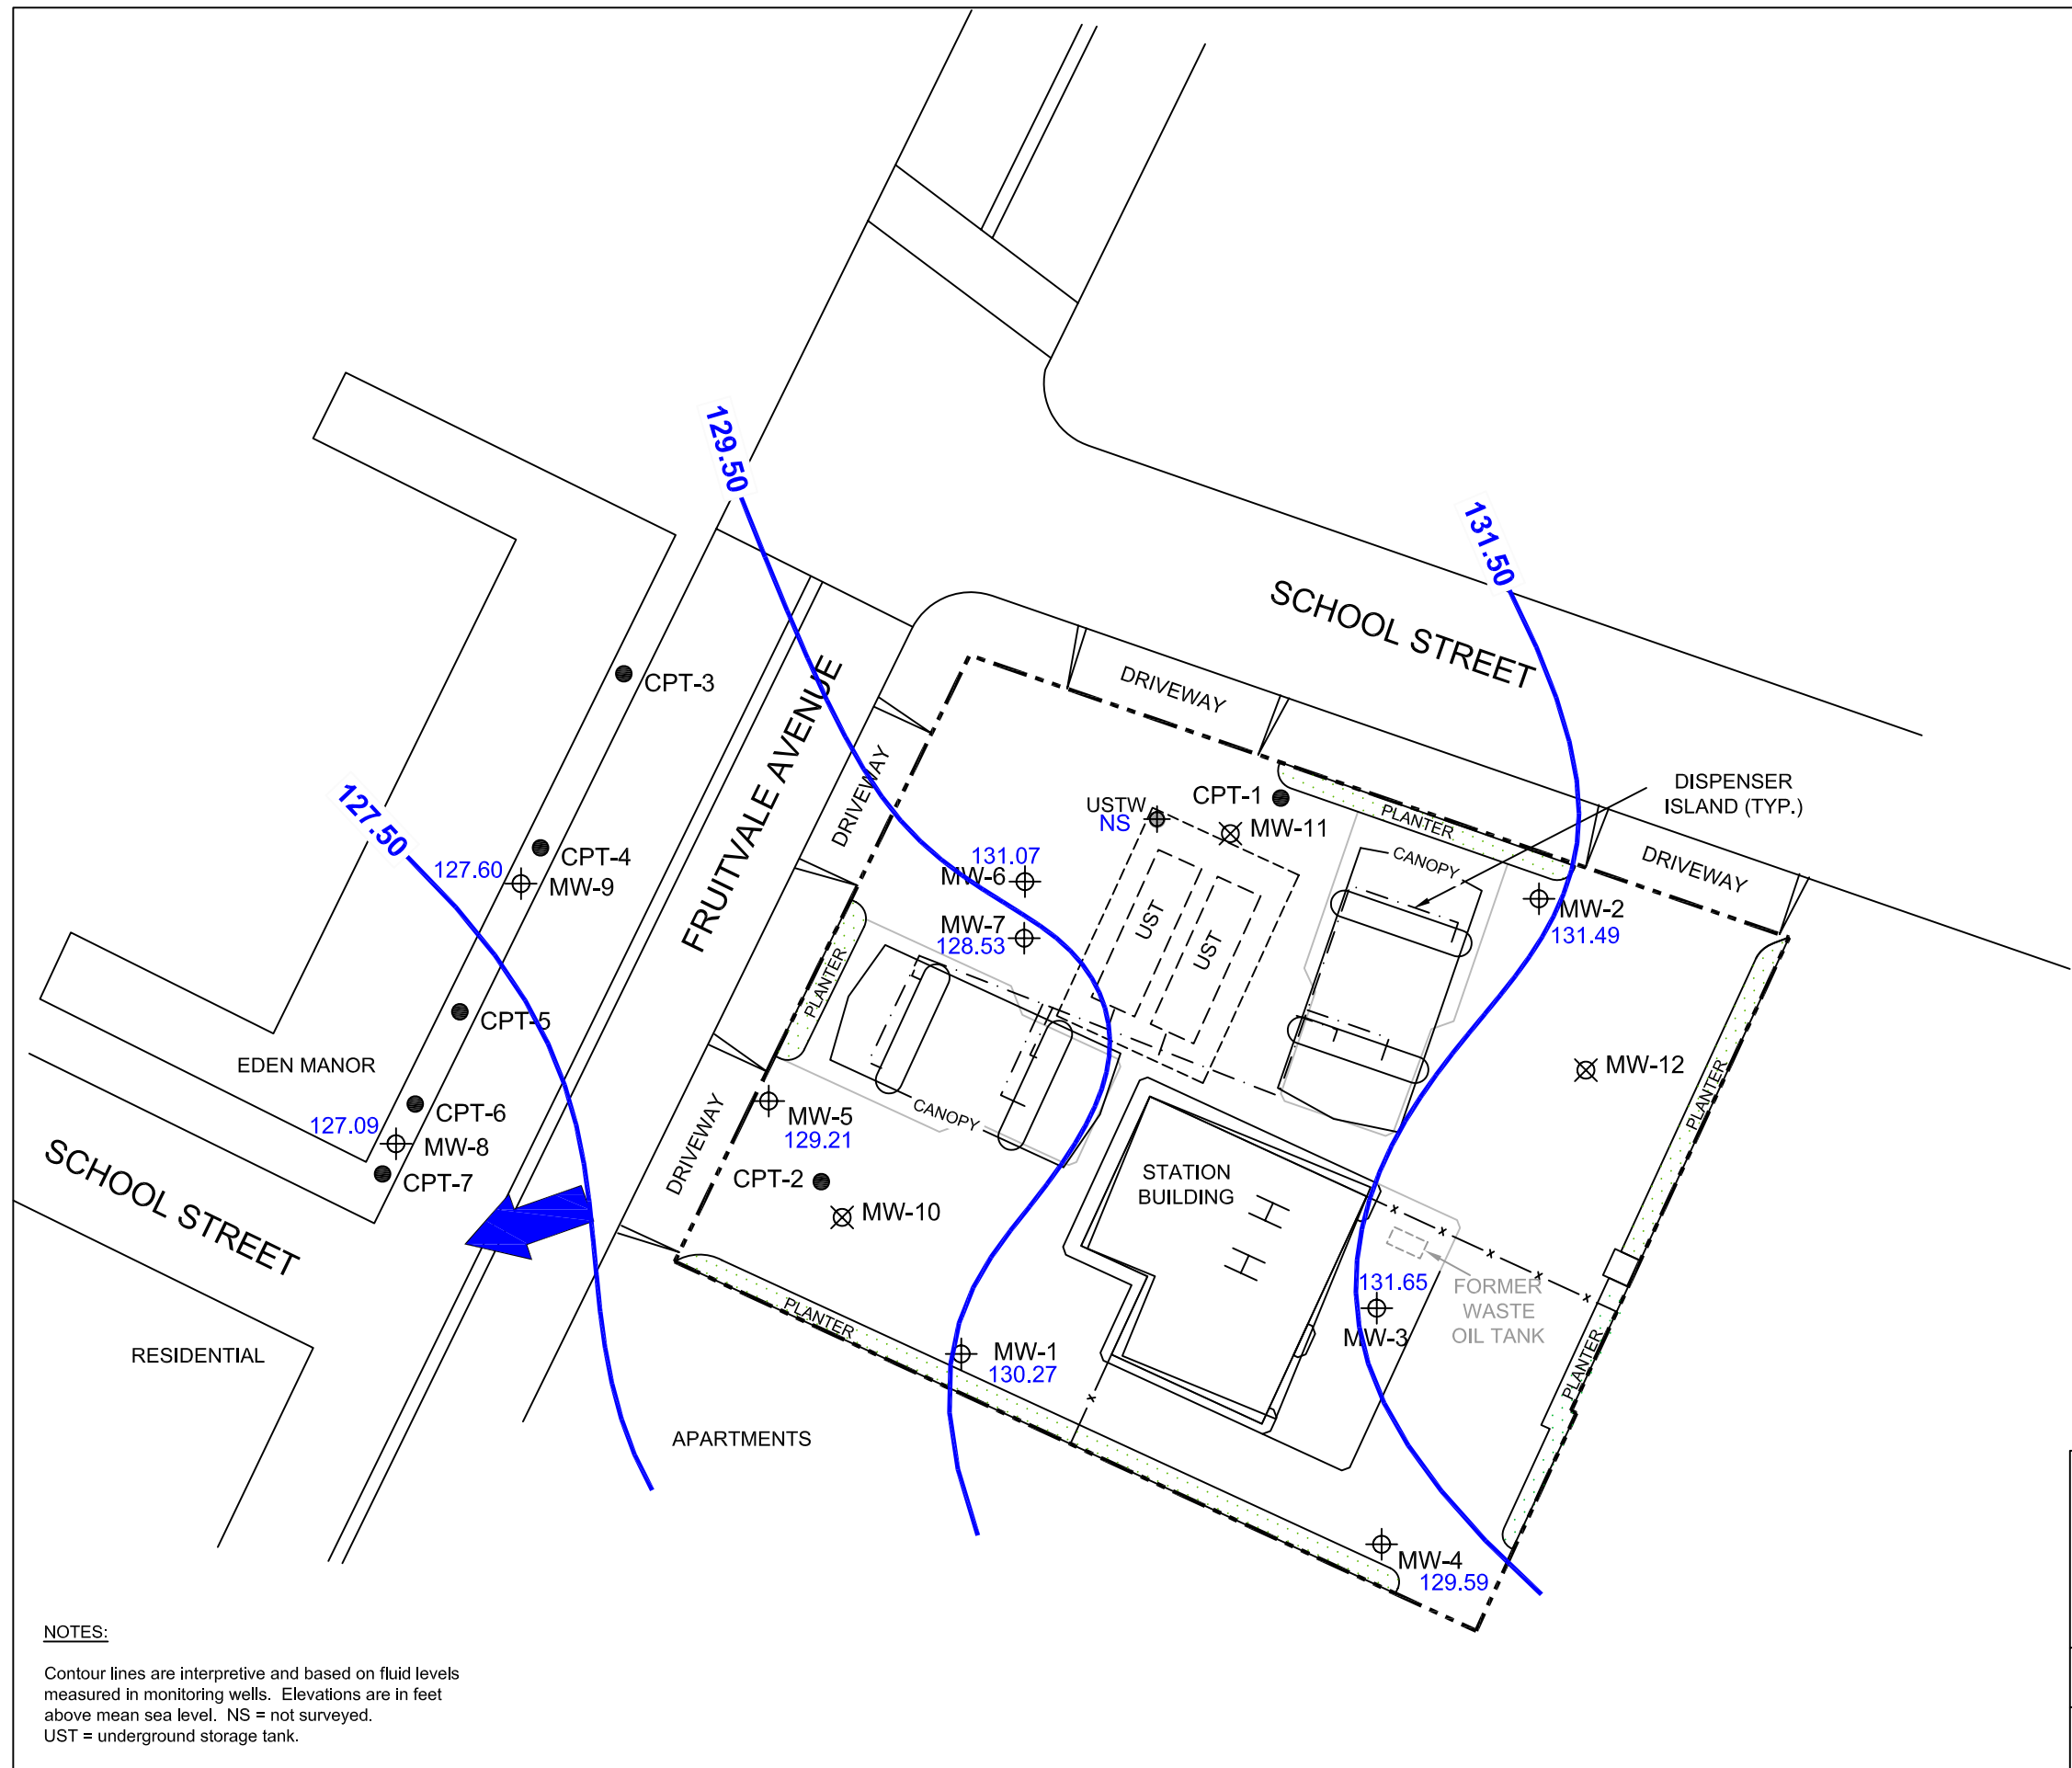 129.50
131.50
SCHOOL STREET
FRUITVALE AVENUE
DRIVEWAY
CPT-3
DRIVEWAY
DISPENSER
ISLAND (TYP.)
127.50
CPT-1
USTW
NS
MW-11
PLANTER
CANOPY
DRIVEWAY
CPT-4
127.60
MW-9
131.07
MW-6
MW-7
128.53
UST
UST
MW-2
131.49
PLANTER
CPT-5
EDEN MANOR
MW-12
PLANTER
CPT-6
127.09
MW-8
CPT-7
MW-5
129.21
CANOPY
DRIVEWAY
CPT-2
MW-10
STATION
BUILDING
x
x
x
x
x
SCHOOL STREET
131.65
MW-3
FORMER
WASTE
OIL TANK
PLANTER
PLANTER
RESIDENTIAL
MW-1
130.27
x
APARTMENTS
MW-4
129.59
NOTES:
Contour lines are interpretive and based on fluid levels
measured in monitoring wells.  Elevations are in feet
above mean sea level.  NS = not surveyed.
UST = underground storage tank.